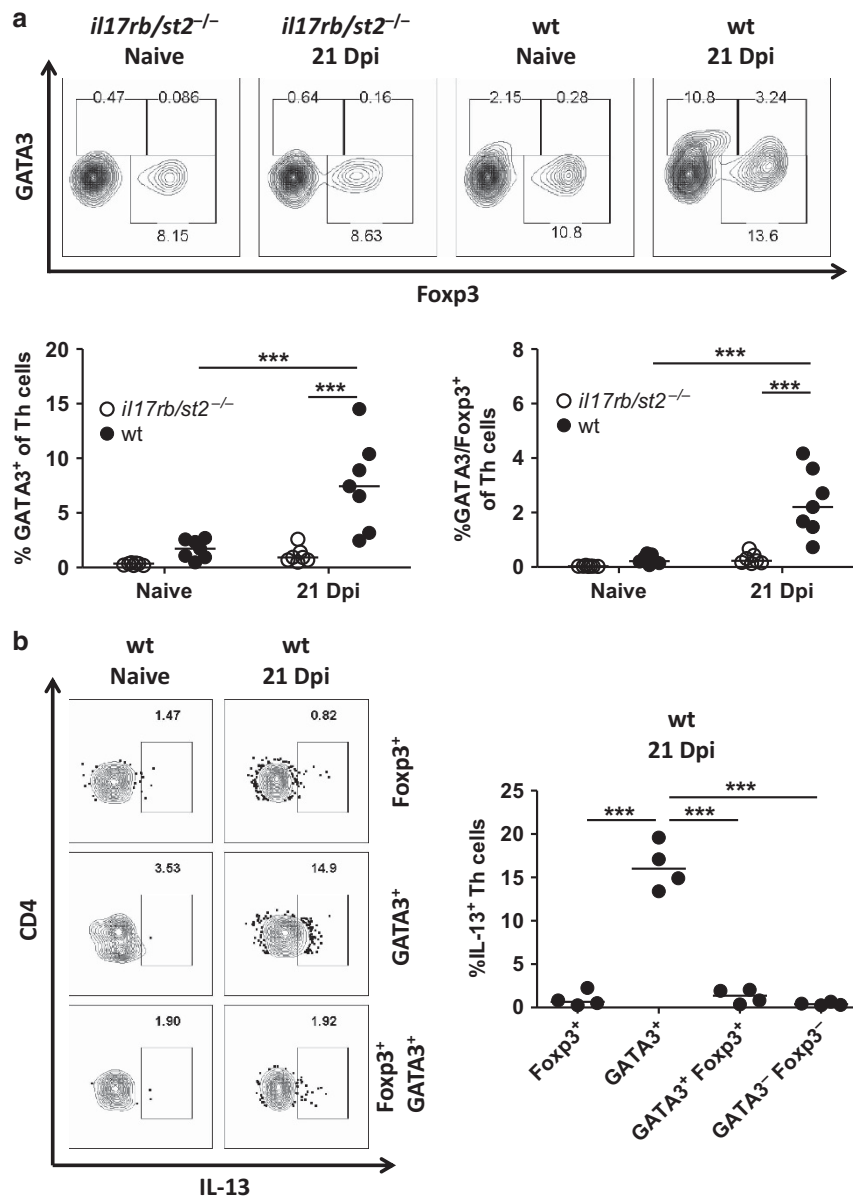 a
il17rb/st2–/– Naive
il17rb/st2–/– 21 Dpi
wt Naive
wt 21 Dpi
GATA3
0.47 0.086
8.15
0.64 0.16
8.63
2.15 0.28
10.8
10.8 3.24
13.6
Foxp3
% GATA3+ of Th cells
20
15
10
5
0
***
***
il17rb/st2–/–
wt
Naive 21 Dpi
%GATA3/Foxp3+
of Th cells
8
6
4
2
0
***
***
il17rb/st2–/–
wt
Naive 21 Dpi
b
wt Naive
wt 21 Dpi
CD4
1.47 0.82
Foxp3+
3.53 14.9
GATA3+
1.90 1.92
Foxp3+
GATA3+
IL-13
wt
21 Dpi
%IL-13+ Th cells
25
20
15
10
5
0
***
***
***
Foxp3+
GATA3+
GATA3+ Foxp3+
GATA3– Foxp3–